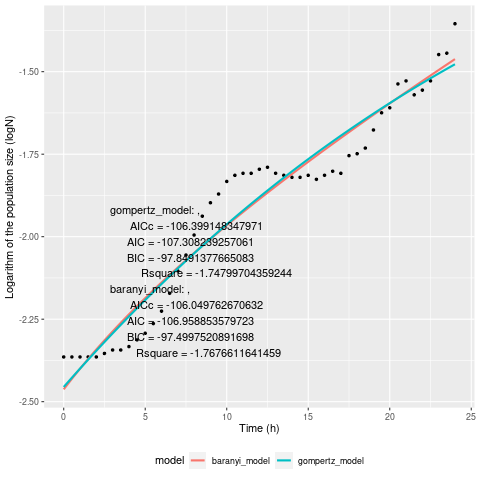 Logarithm of the population size (logN)
-1.50
-1.75
-2.00
-2.25
-2.50
gompertz_model: ,
AICc = -106.399148347971
AIC = -107.308239257061
BIC = -97.8491377665083
Rsquare = -1.74799704359244
baranyi_model: ,
AICc = -106.049762670632
AIC = -106.958853579723
BIC = -97.4997520891698
Rsquare = -1.7676611641459
0 5 10 15 20 25
Time (h)
model baranyi_model gompertz_model